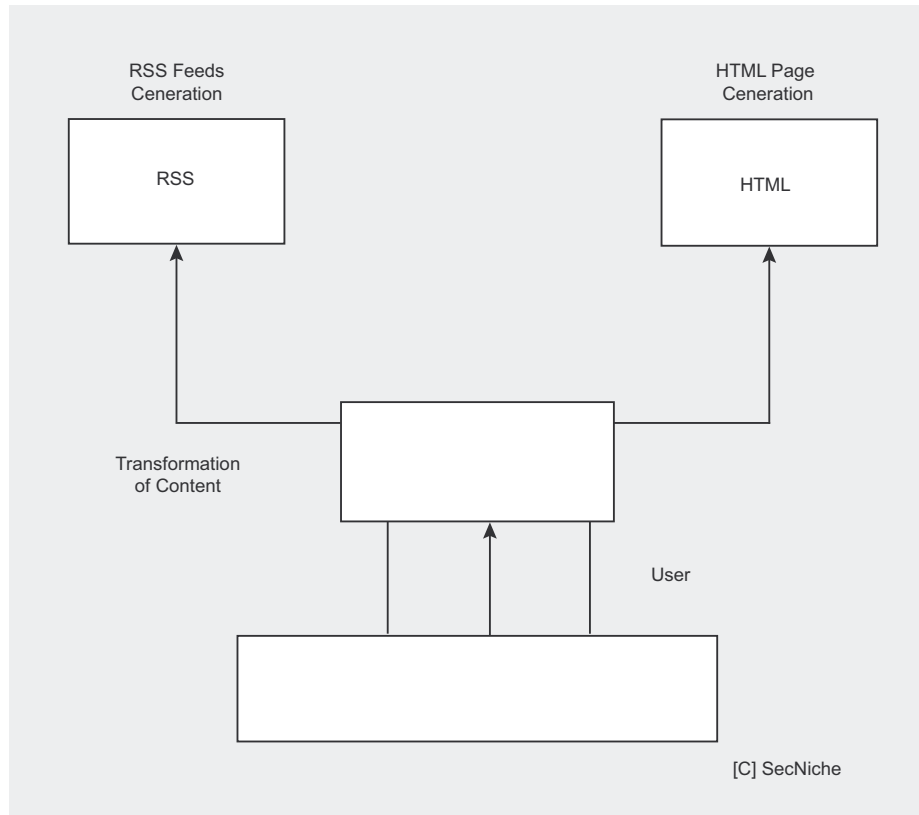 RSS Feeds
Ceneration
HTML Page
Ceneration
RSS
HTML
Transformation
of Content
User
[C] SecNiche